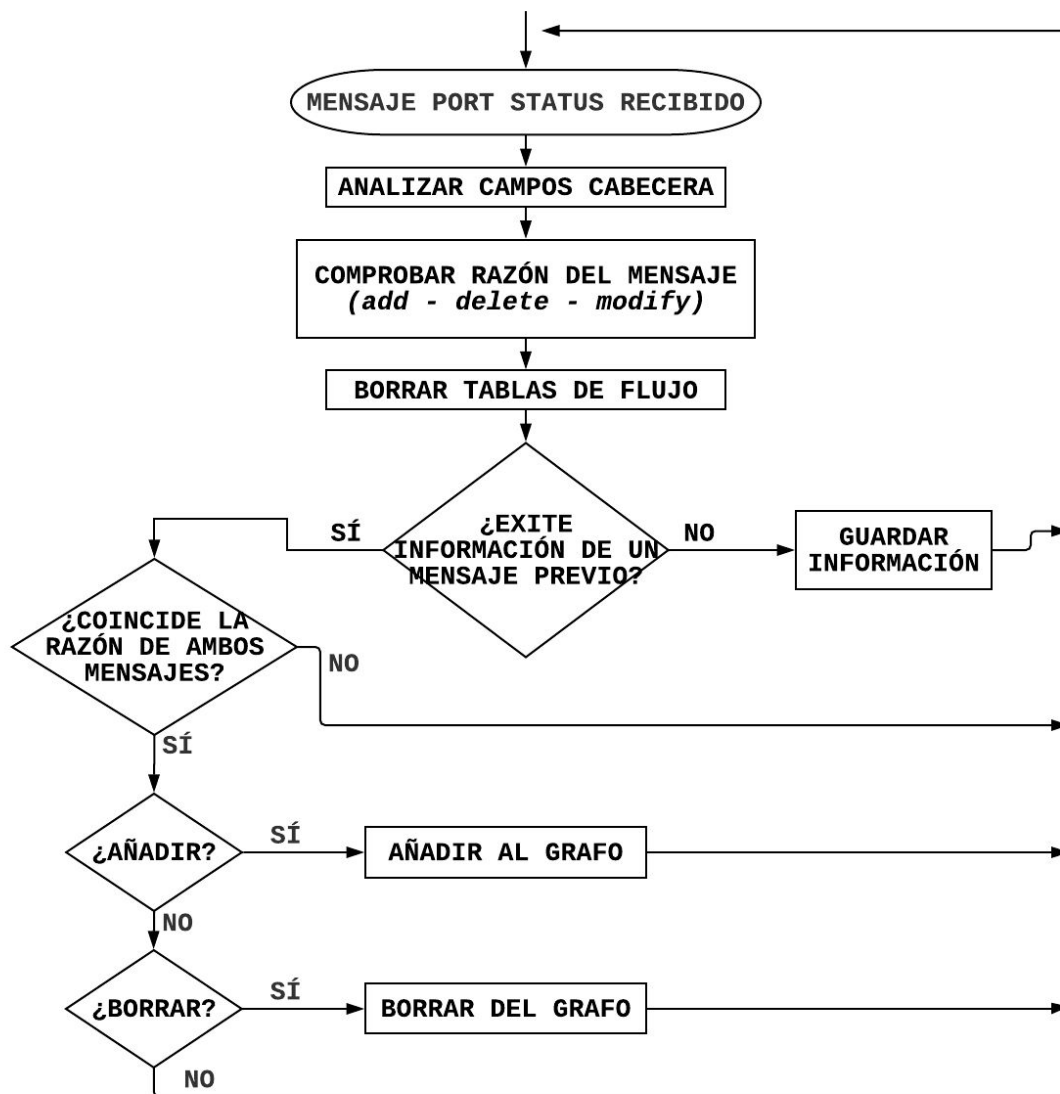 MENSAJE PORT STATUS RECIBIDO
ANALIZAR CAMPOS CABECERA
COMPROBAR RAZÓN DEL MENSAJE
(add - delete - modify)
BORRAR TABLAS DE FLUJO
¿EXITE
INFORMACIÓN DE UN
MENSAJE PREVIO?
SÍ
NO
GUARDAR
INFORMACIÓN
¿COINCIDE LA
RAZÓN DE AMBOS
MENSAJES?
NO
SÍ
¿AÑADIR?
SÍ
AÑADIR AL GRAFO
NO
¿BORRAR?
SÍ
BORRAR DEL GRAFO
NO